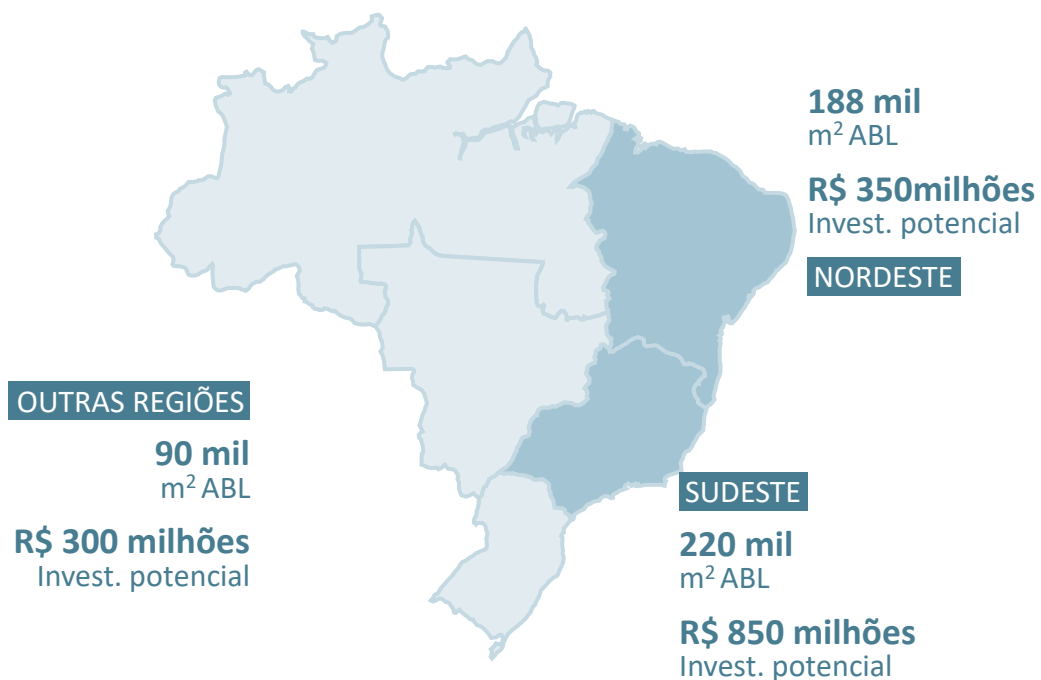 188 mil
m² ABL
R$ 350milhões
Invest. potencial
NORDESTE
OUTRAS REGIÕES
90 mil
m² ABL
R$ 300 milhões
Invest. potencial
SUDESTE
220 mil
m² ABL
R$ 850 milhões
Invest. potencial